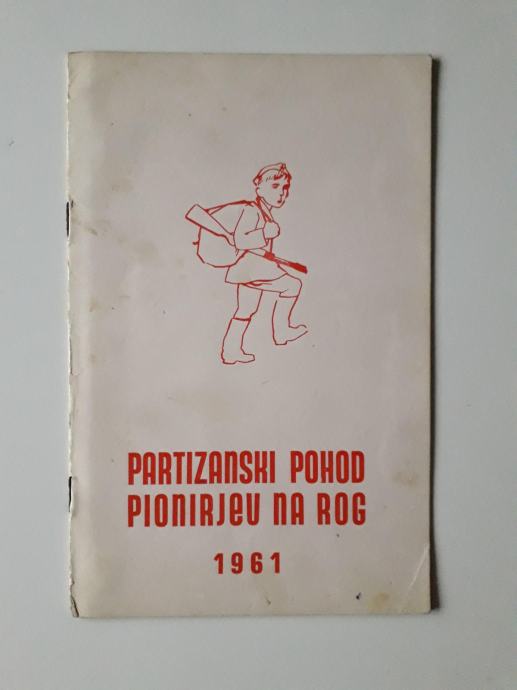 PARTIZANSKI POHOD
PIONIRJEV NA ROG
1961